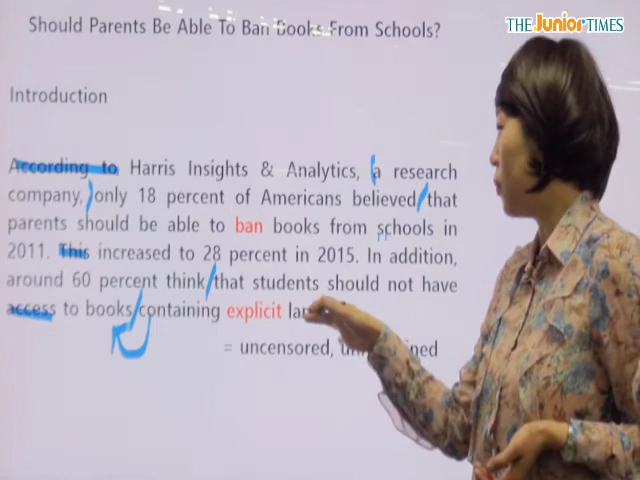 THE Junior TIMES
Should Parents Be Able To Ban Books From Schools?
Introduction
According to Harris Insights & Analytics, a research
company, only 18 percent of Americans believed that
parents should be able to ban books from schools in
2011. This increased to 28 percent in 2015. In addition,
around 60 percent think that students should not have
access to books containing explicit
= uncensored,